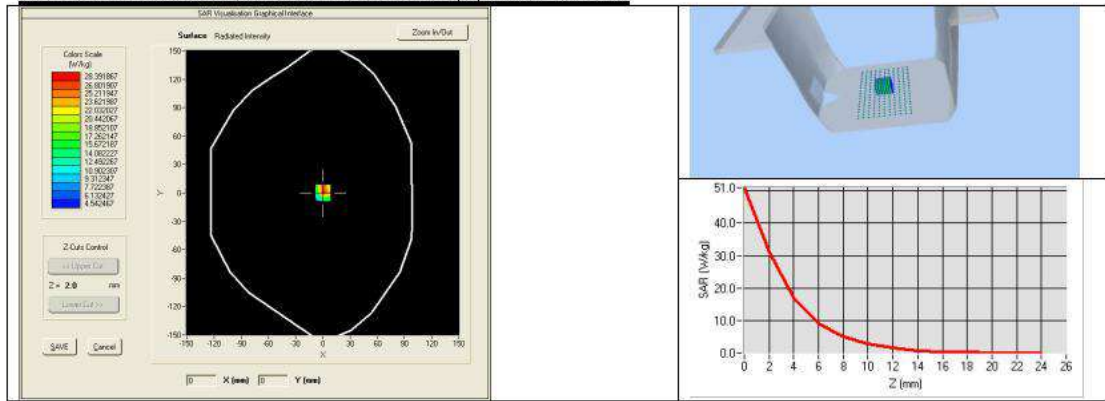 SAR Visualisation Graphical Interface
Surface Radiated Intensity
Zoom In/Out
Colors Scale
(W/kg)
28.391867
26.801907
25.211947
23.621987
22.032027
20.442067
18.852107
17.262147
15.672187
14.082227
12.492267
10.902307
9.312347
7.722387
6.132427
4.542467
150-
120-
90-
60-
30-
0-
-30-
-60-
-90-
-120-
-150-
Y
-150 -120 -90 -60 -30 0 30 60 90 120 150
X
Z-Cuts Control
<< Upper Cut
Z = 2.0 mm
Lower Cut >>
SAVE Cancel
0 X (mm) 0 Y (mm)
51.0-
40.0-
30.0-
20.0-
10.0-
0.0-
SAR (W/kg)
0 2 4 6 8 10 12 14 16 18 20 22 24 26
Z (mm)